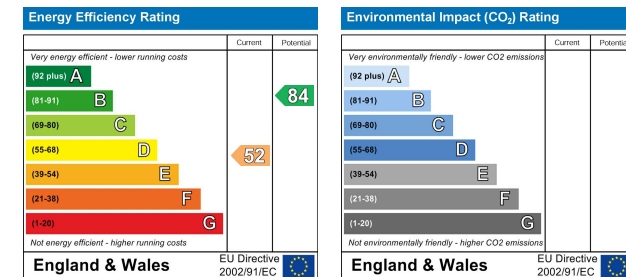 Energy Efficiency Rating
Current Potential
Very energy efficient - lower running costs
(92 plus) A
(81-91) B
(69-80) C
(55-68) D
(39-54) E
(21-38) F
(1-20) G
84
52
Not energy efficient - higher running costs
England & Wales
EU Directive
2002/91/EC
Environmental Impact (CO₂) Rating
Current Potential
Very environmentally friendly - lower CO2 emissions
(92 plus) A
(81-91) B
(69-80) C
(55-68) D
(39-54) E
(21-38) F
(1-20) G
Not environmentally friendly - higher CO2 emissions
England & Wales
EU Directive
2002/91/EC